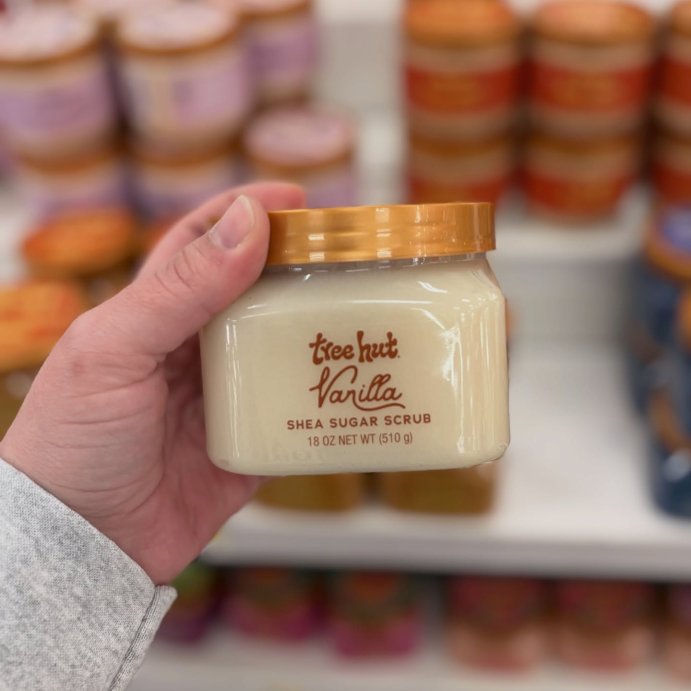 tree hut.
Vanilla
SHEA SUGAR SCRUB
18 OZ NET WT (510 g)